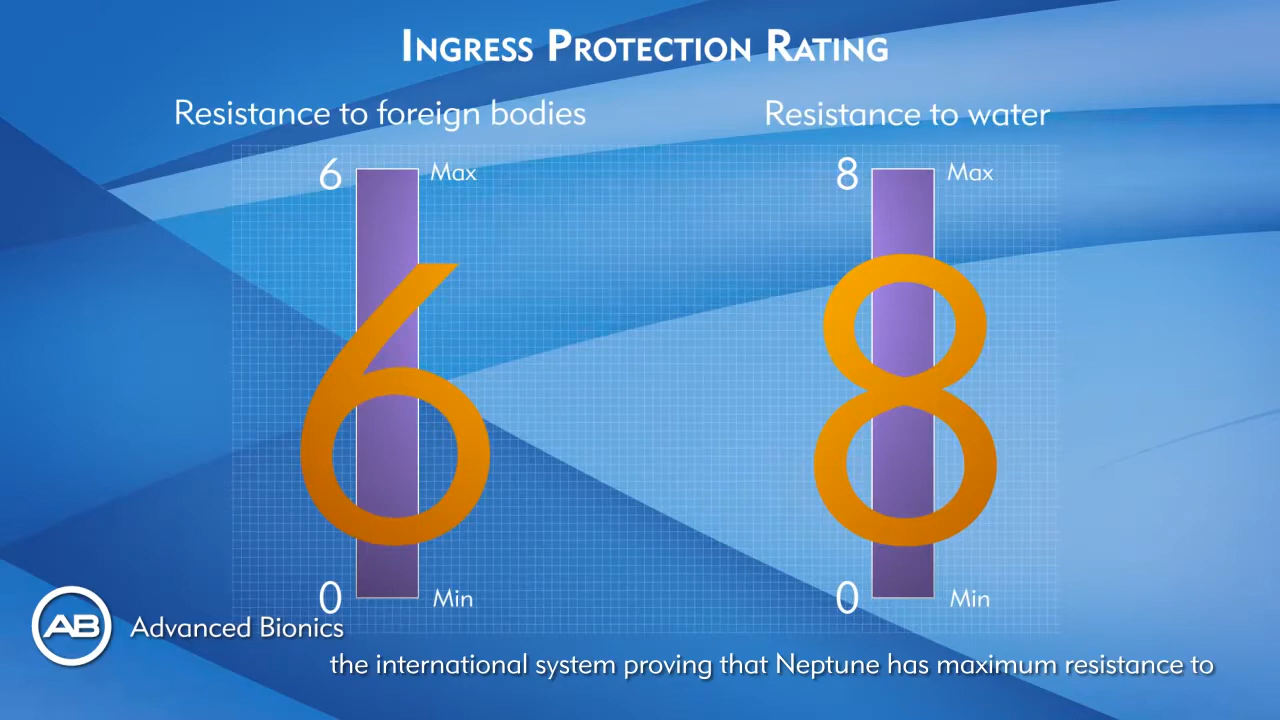 INGRESS PROTECTION RATING
Resistance to foreign bodies
Resistance to water
6
Max
8
Max
6
8
0
Min
0
Min
AB
Advanced Bionics
the international system proving that Neptune has maximum resistance to